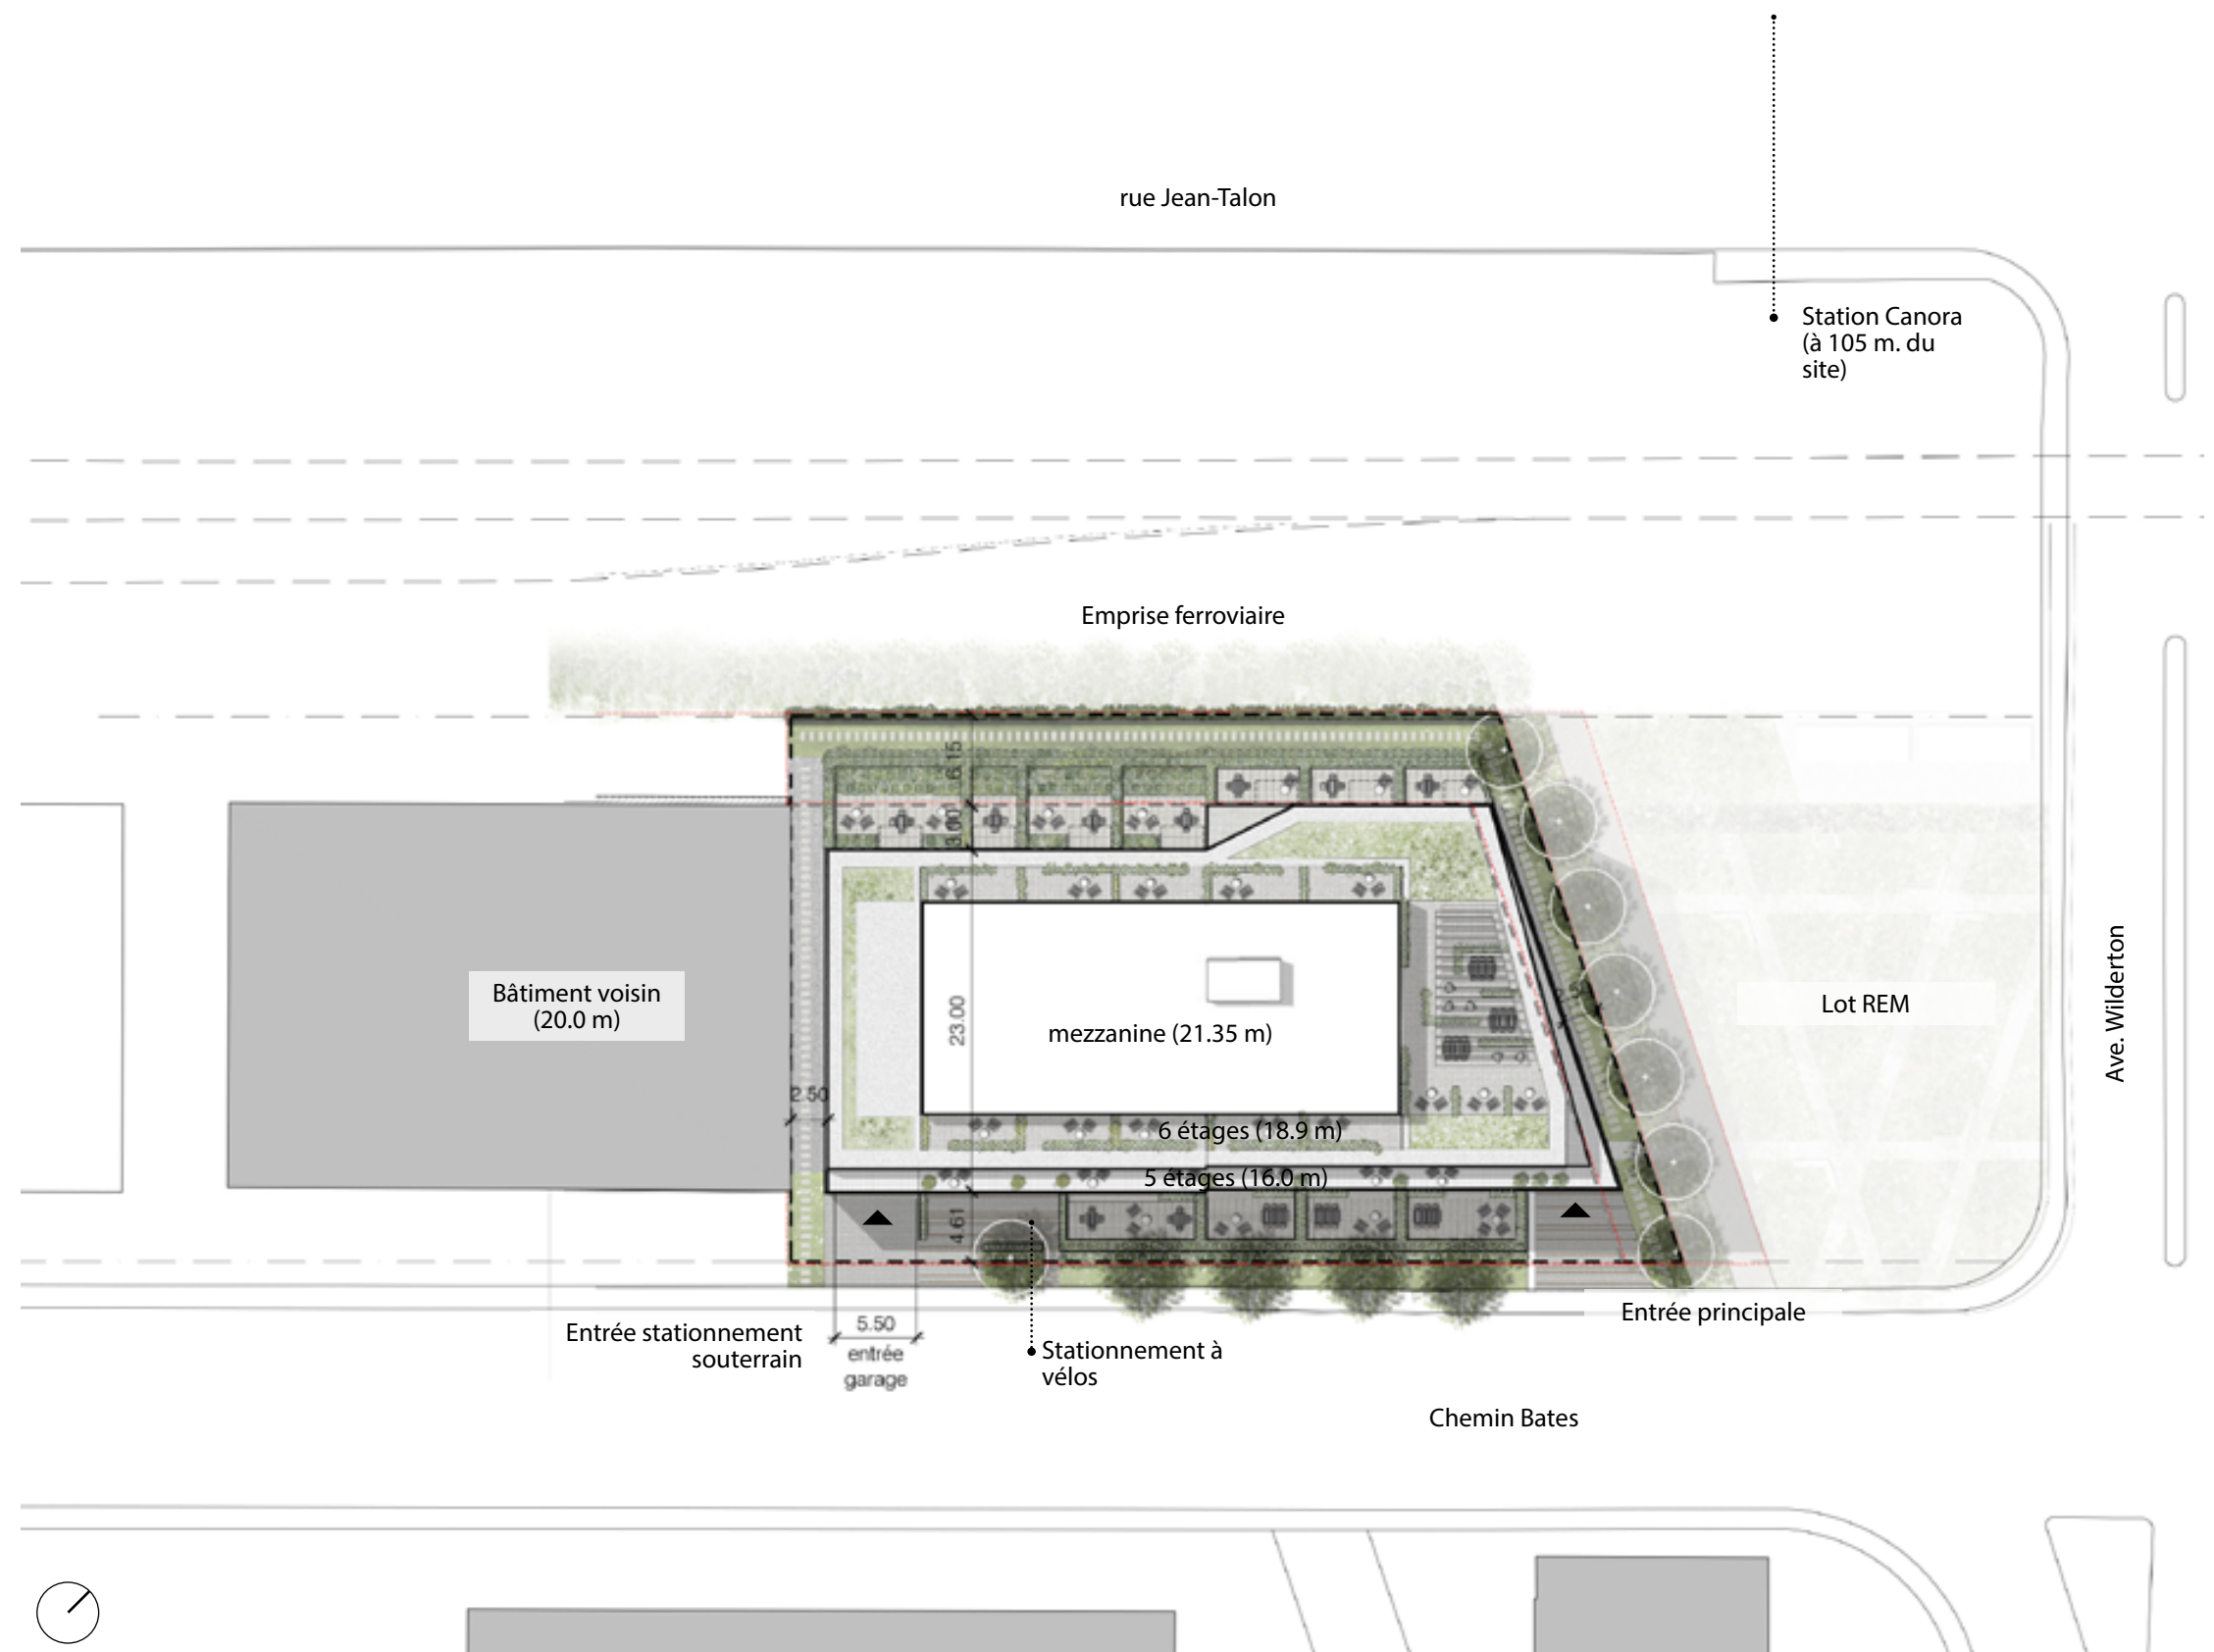 rue Jean-Talon
Station Canora
(à 105 m. du
site)
Emprise ferroviaire
6.15
3.00
Bâtiment voisin
(20.0 m)
23.00
mezzanine (21.35 m)
Lot REM
Ave. Wilderton
2.50
6 étages (18.9 m)
5 étages (16.0 m)
4.61
Entrée principale
Entrée stationnement
souterrain
5.50
entrée
garage
Stationnement à
vélos
Chemin Bates